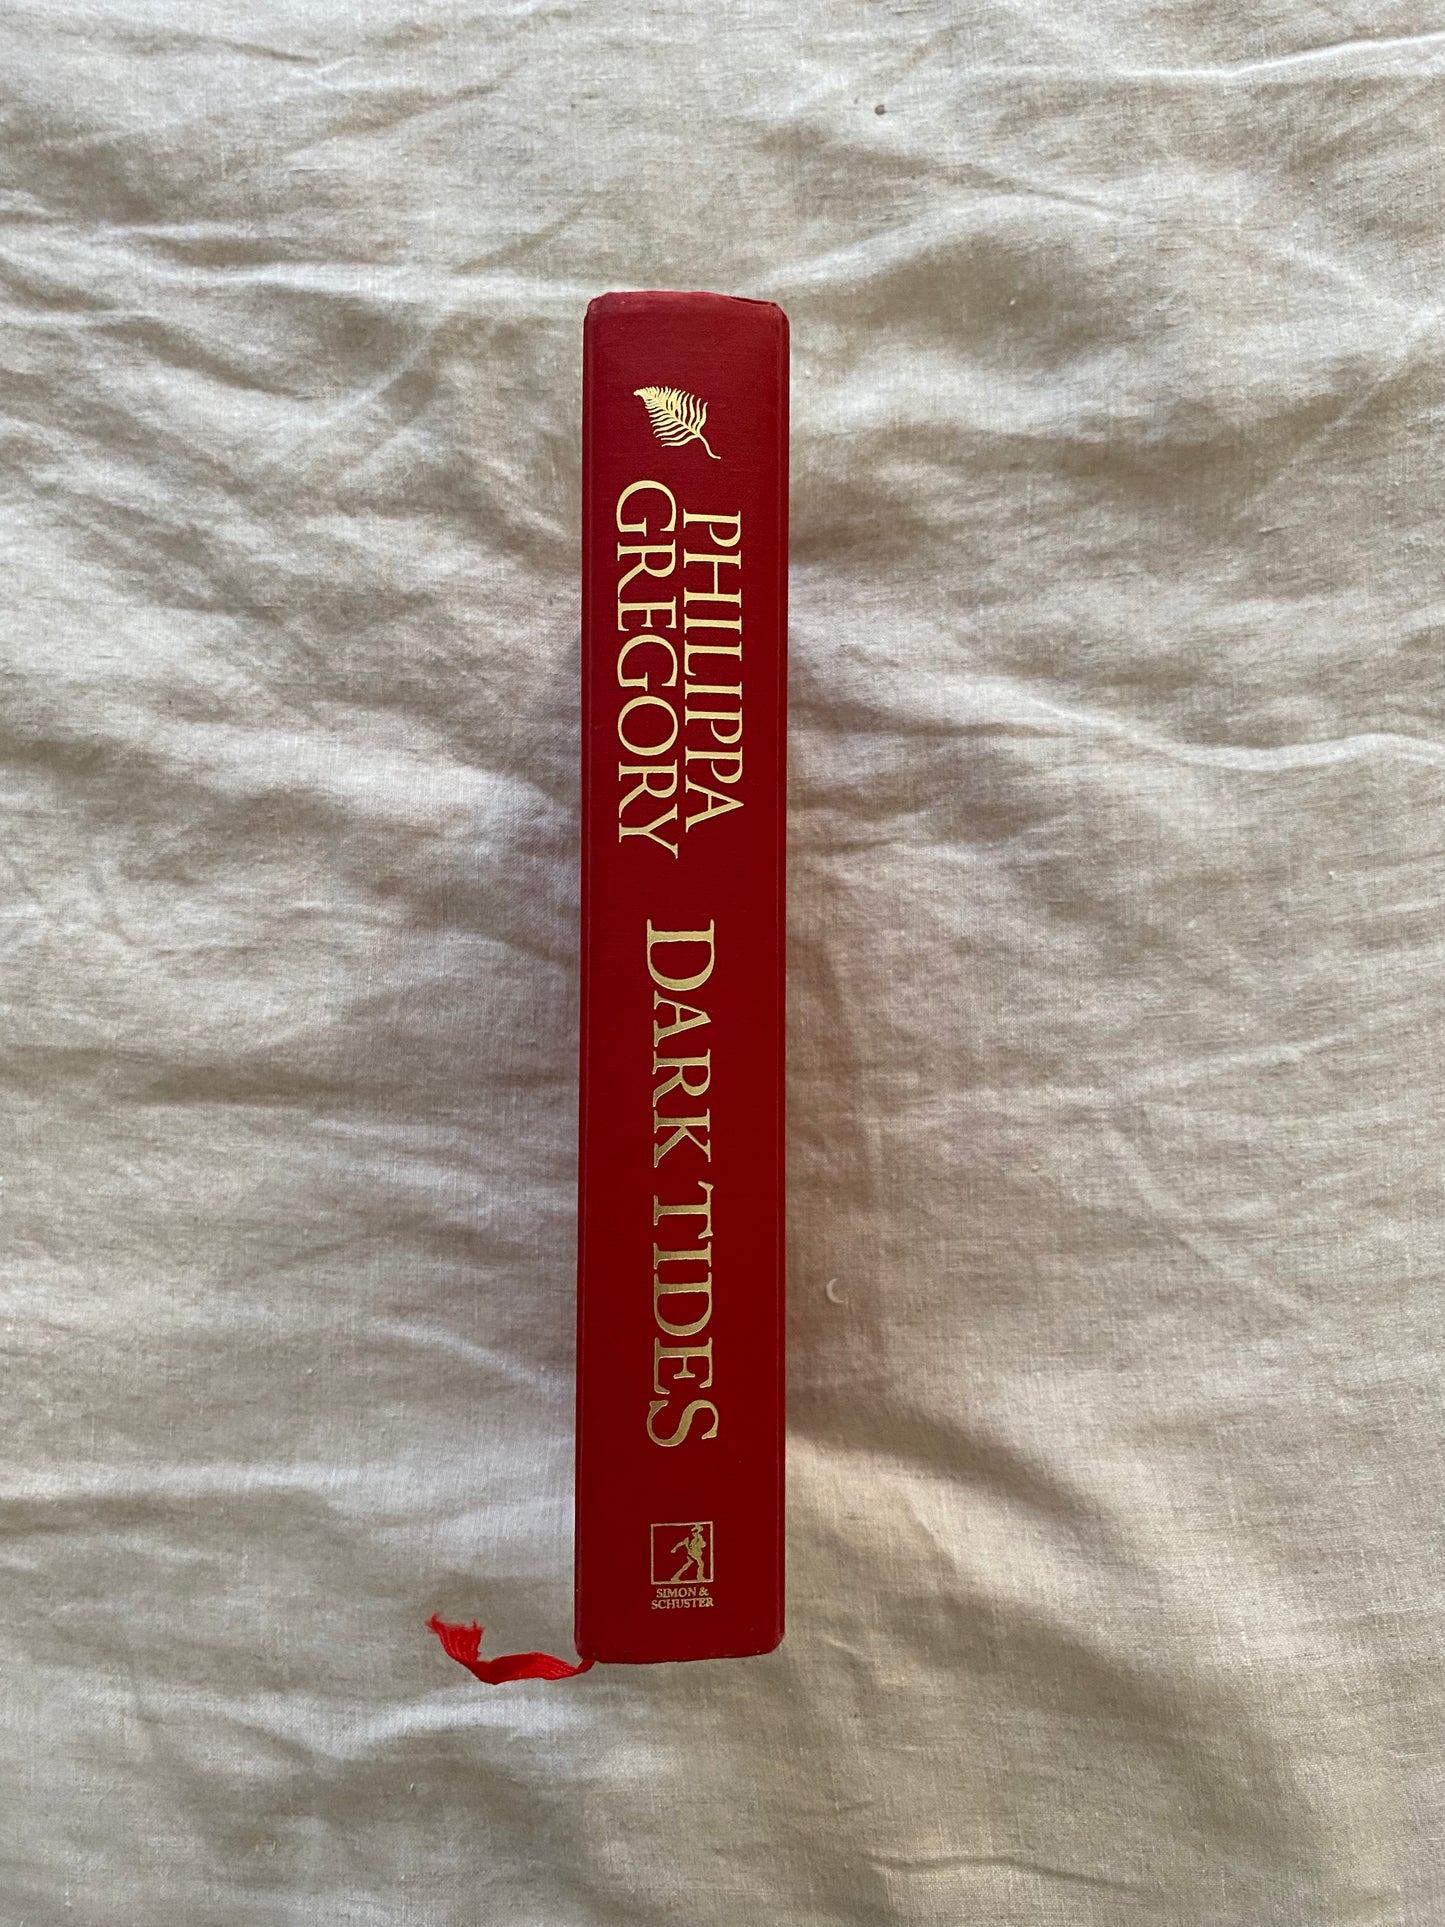 PHILIPPA
GREGORY
DARK TIDES
SIMON &
SCHUSTER